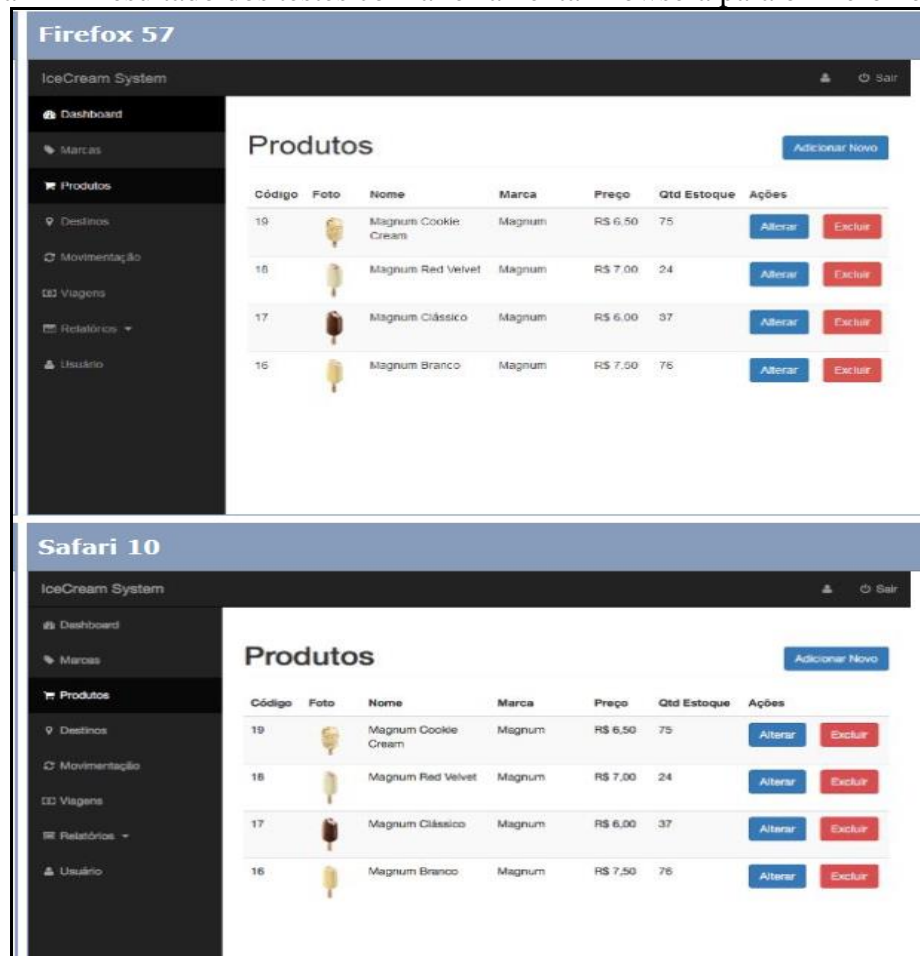 Firefox 57
IceCream System
Sair
Dashboard
Marcas
Produtos
Destinos
Movimentação
Viagens
Relatórios
Usuário
Produtos
Adicionar Novo
Código Foto Nome Marca Preço Qtd Estoque Ações
19 Magnum Cookie Cream Magnum R$ 6,50 75 Alterar Excluir
18 Magnum Red Velvet Magnum R$ 7,00 24 Alterar Excluir
17 Magnum Clássico Magnum R$ 6,00 37 Alterar Excluir
16 Magnum Branco Magnum R$ 7,50 76 Alterar Excluir
Safari 10
IceCream System
Sair
Dashboard
Marcas
Produtos
Destinos
Movimentação
Viagens
Relatórios
Usuário
Produtos
Adicionar Novo
Código Foto Nome Marca Preço Qtd Estoque Ações
19 Magnum Cookie Cream Magnum R$ 6,50 75 Alterar Excluir
18 Magnum Red Velvet Magnum R$ 7,00 24 Alterar Excluir
17 Magnum Clássico Magnum R$ 6,00 37 Alterar Excluir
16 Magnum Branco Magnum R$ 7,50 76 Alterar Excluir